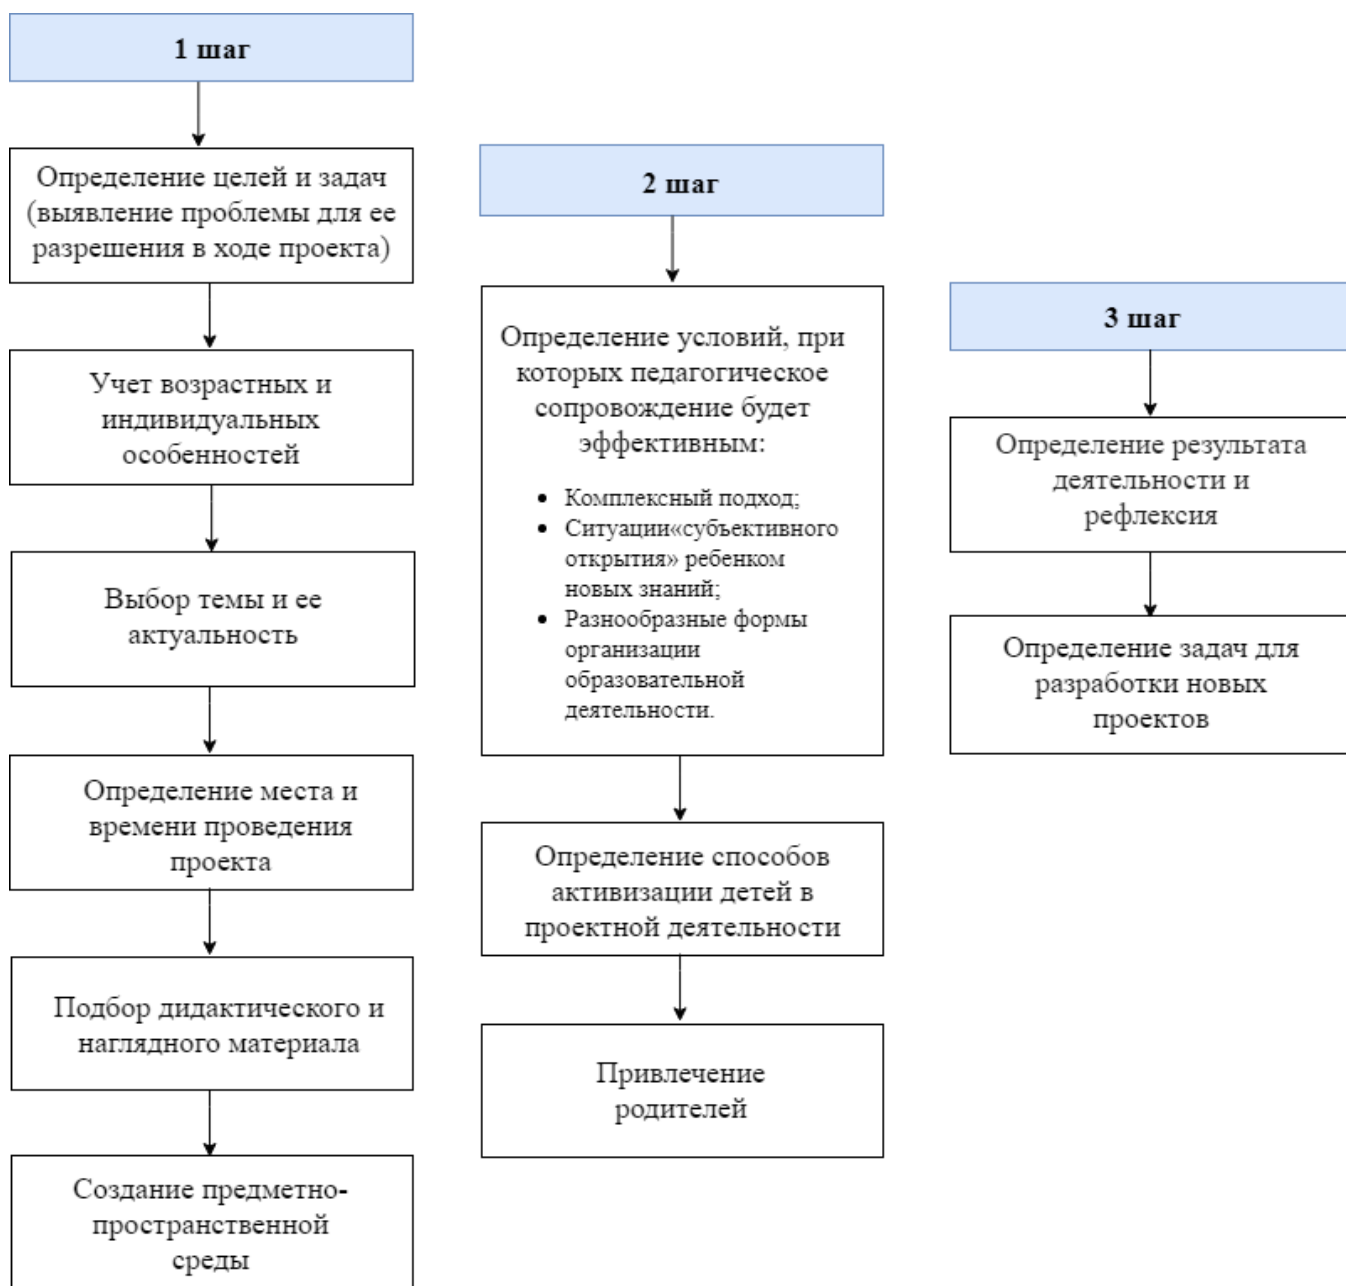 1 шаг
Определение целей и задач
(выявление проблемы для ее
разрешения в ходе проекта)
Учет возрастных и
индивидуальных
особенностей
Выбор темы и ее
актуальность
Определение места и
времени проведения
проекта
Подбор дидактического и
наглядного материала
Создание предметно-
пространственной
среды
2 шаг
Определение условий, при
которых педагогическое
сопровождение будет
эффективным:
• Комплексный подход;
• Ситуации«субъективного
открытия» ребенком
новых знаний;
• Разнообразные формы
организации
образовательной
деятельности.
Определение способов
активизации детей в
проектной деятельности
Привлечение
родителей
3 шаг
Определение результата
деятельности и
рефлексия
Определение задач для
разработки новых
проектов